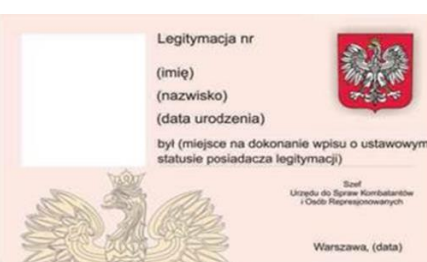 Legitymacja nr
(imię)
(nazwisko)
(data urodzenia)
był (miejsce na dokonanie wpisu o ustawowym
statusie posiadacza legitymacji)
Szef
Urzędu do Spraw Kombatantów
i Osób Represjonowanych
Warszawa, (data)